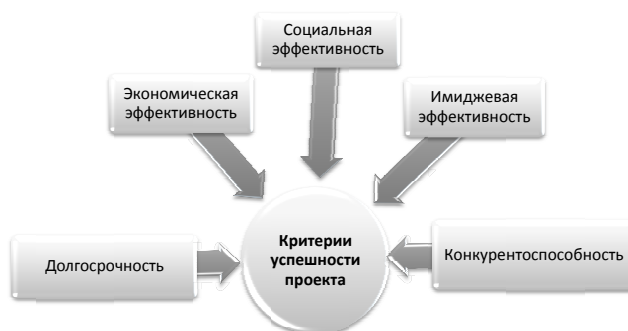 Социальная
эффективность
Экономическая
эффективность
Имиджевая
эффективность
Критерии
успешности
проекта
Долгосрочность
Конкурентоспособность